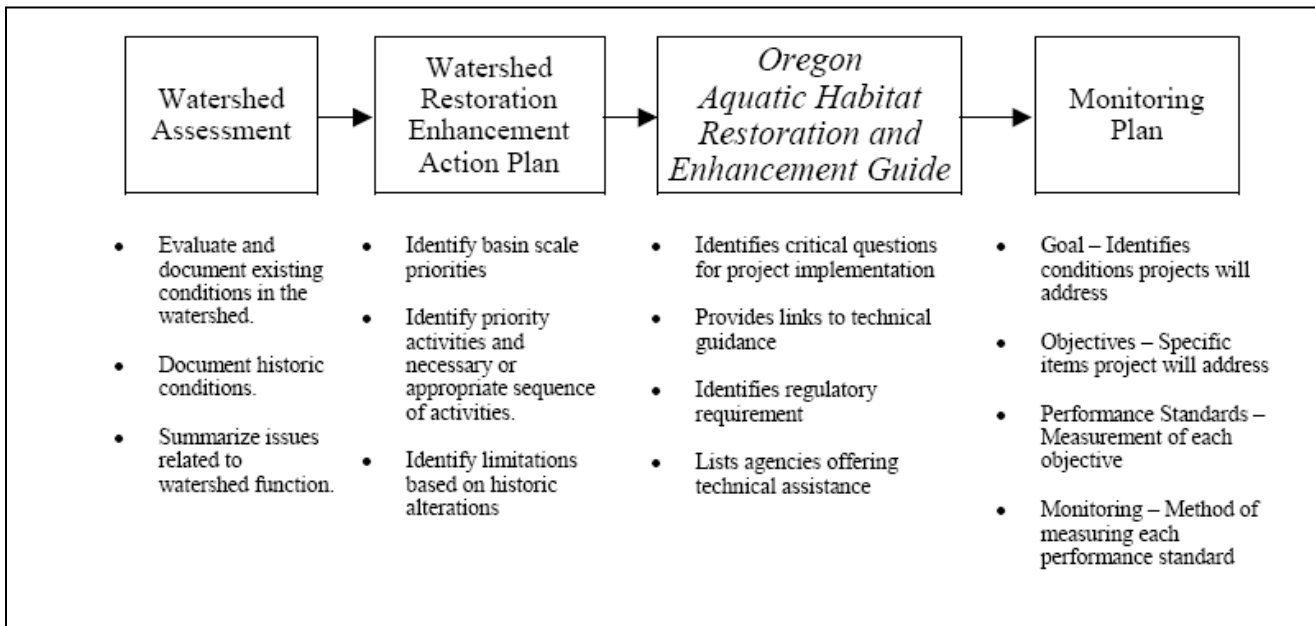 Watershed
Assessment
Watershed
Restoration
Enhancement
Action Plan
Oregon
Aquatic Habitat
Restoration and
Enhancement Guide
Monitoring
Plan
• Evaluate and
document existing
conditions in the
watershed.
• Document historic
conditions.
• Summarize issues
related to
watershed function.
• Identify basin scale
priorities
• Identify priority
activities and
necessary or
appropriate sequence
of activities.
• Identify limitations
based on historic
alterations
• Identifies critical questions
for project implementation
• Provides links to technical
guidance
• Identifies regulatory
requirement
• Lists agencies offering
technical assistance
• Goal – Identifies
conditions projects will
address
• Objectives – Specific
items project will address
• Performance Standards –
Measurement of each
objective
• Monitoring – Method of
measuring each
performance standard